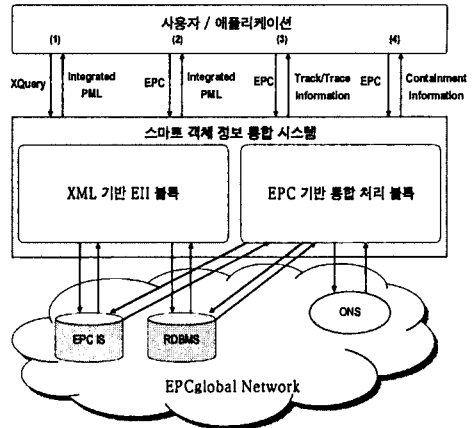 사용자 / 애플리케이션
(1) (2) (3) (4)
XQuery Integrated PML EPC Integrated PML EPC Track/Trace Information EPC Containment Information
스마트 객체 정보 통합 시스템
XML 기반 EII 블록 EPC 기반 통합 처리 블록
EPC IS RDBMS ONS
EPCglobal Network